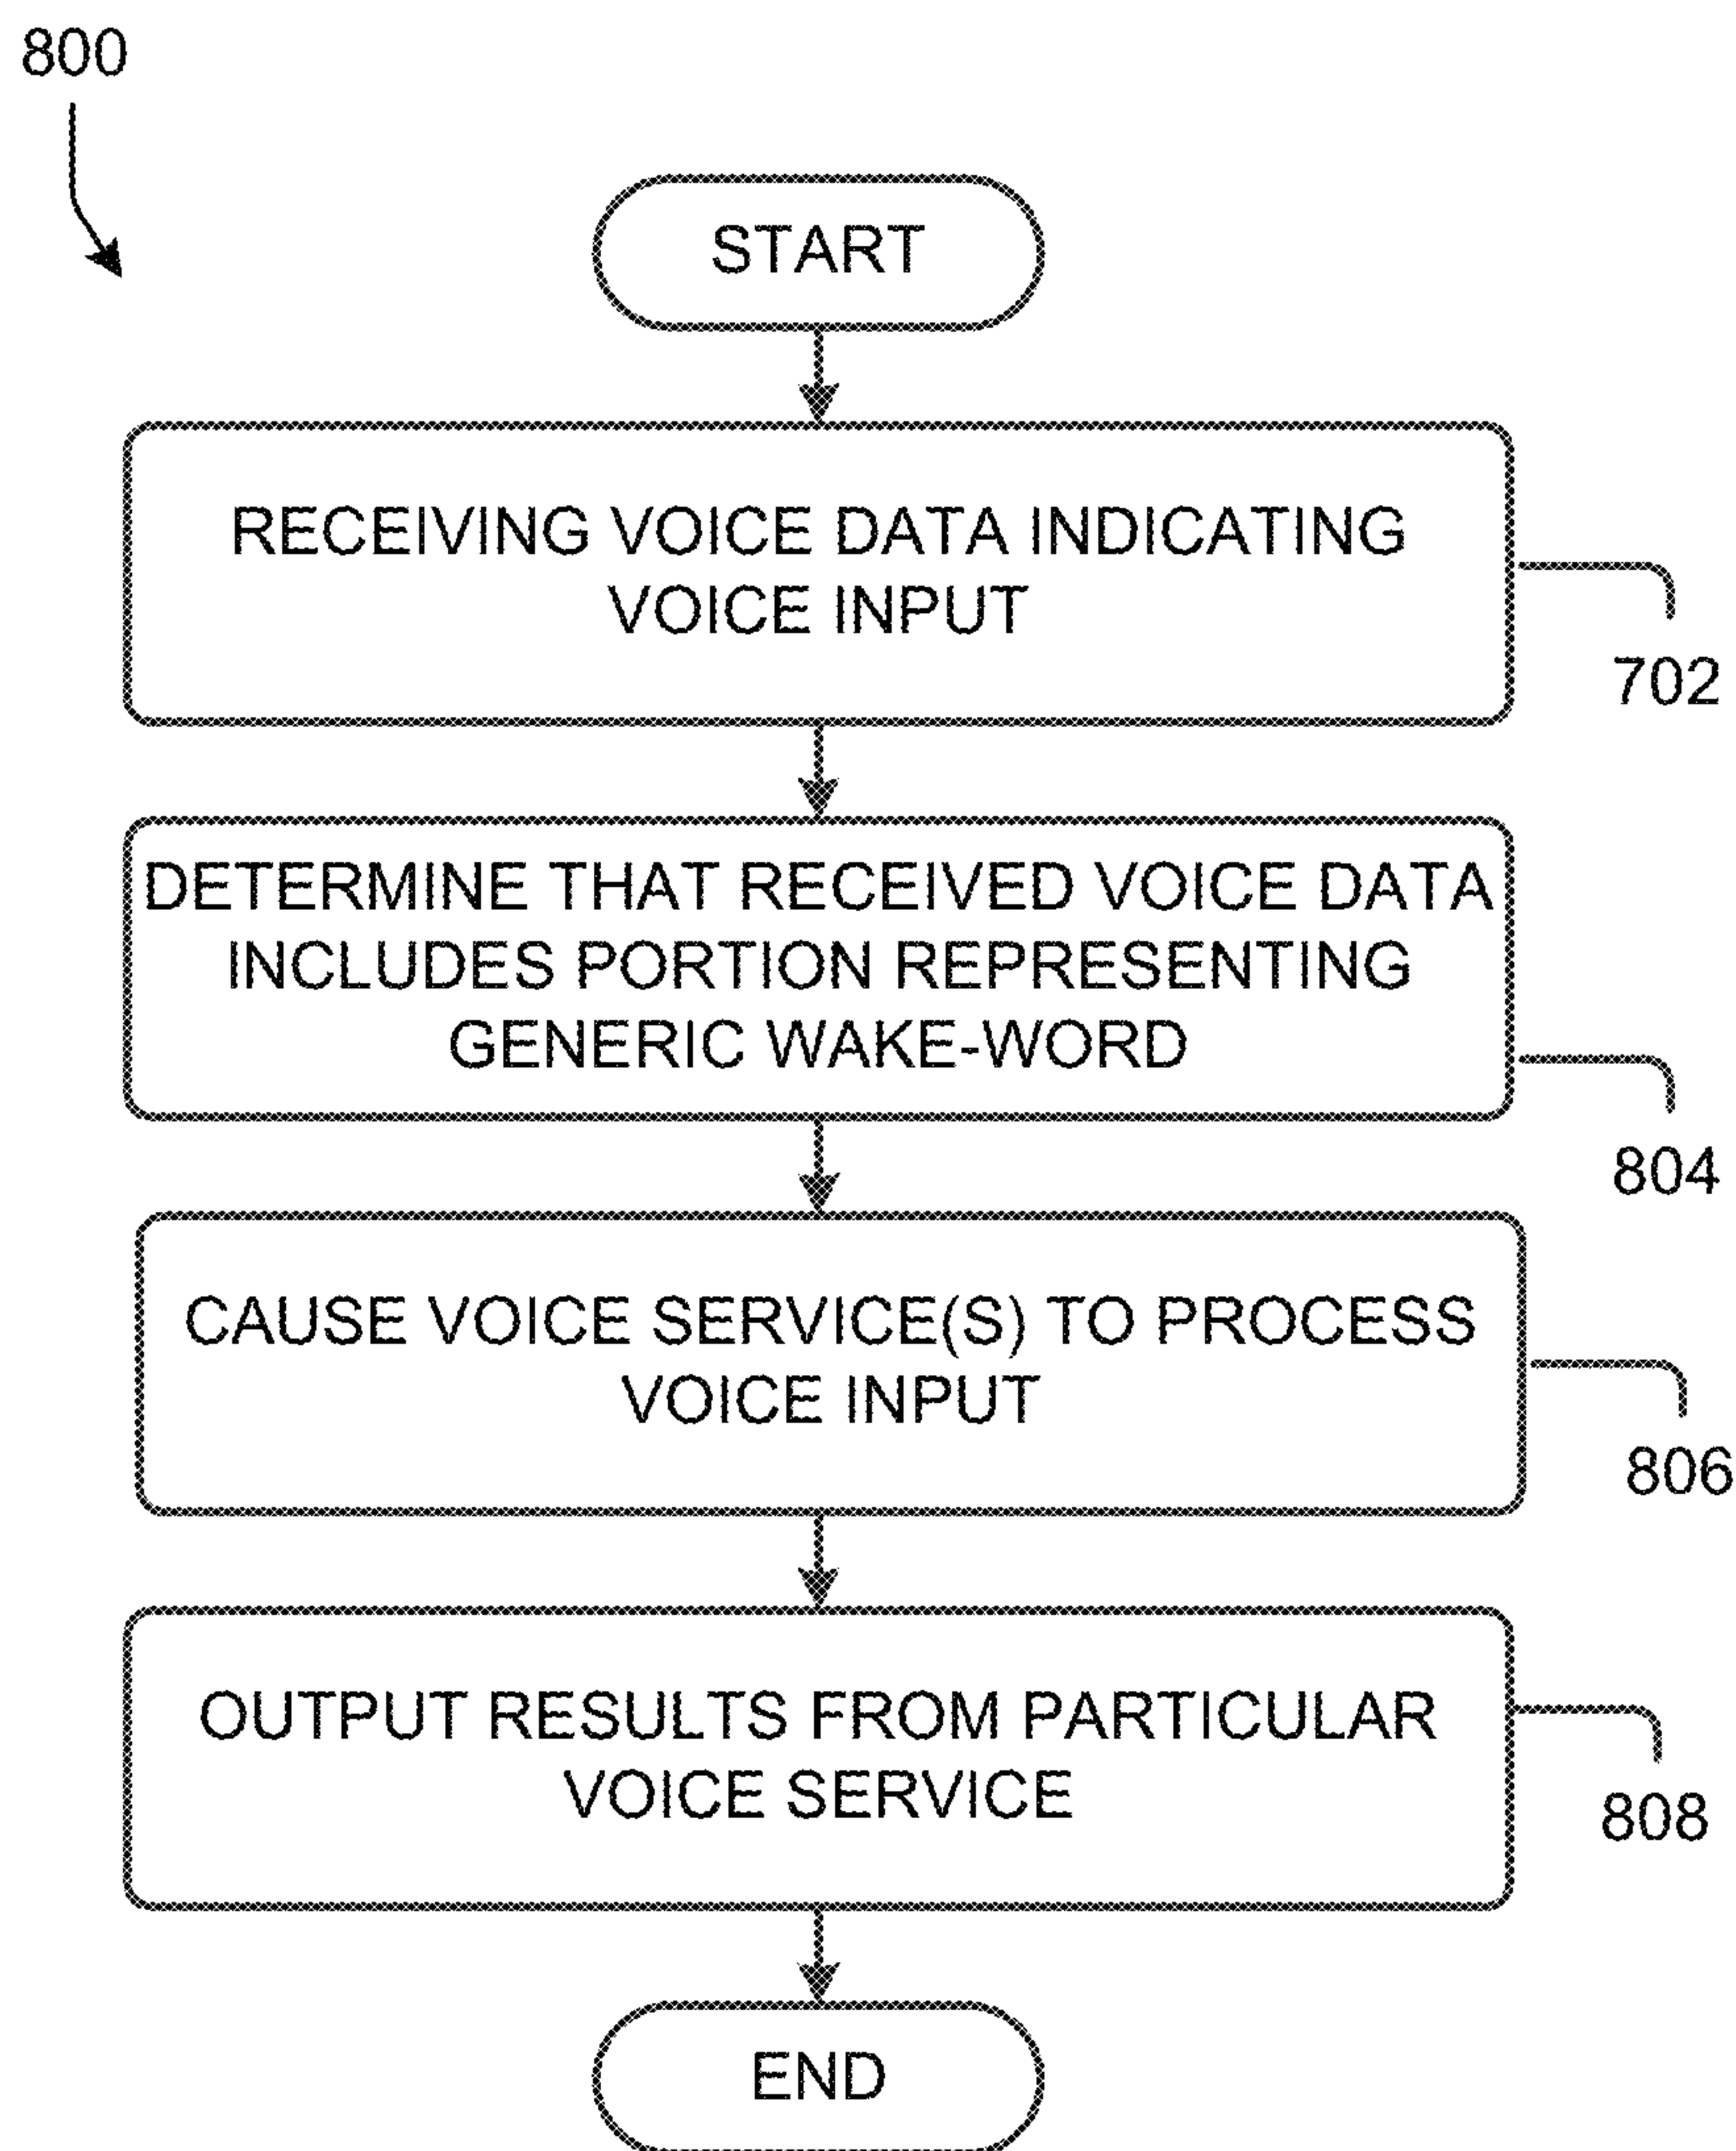 800
START
RECEIVING VOICE DATA INDICATING
VOICE INPUT
702
DETERMINE THAT RECEIVED VOICE DATA
INCLUDES PORTION REPRESENTING
GENERIC WAKE-WORD
804
CAUSE VOICE SERVICE(S) TO PROCESS
VOICE INPUT
806
OUTPUT RESULTS FROM PARTICULAR
VOICE SERVICE
808
END